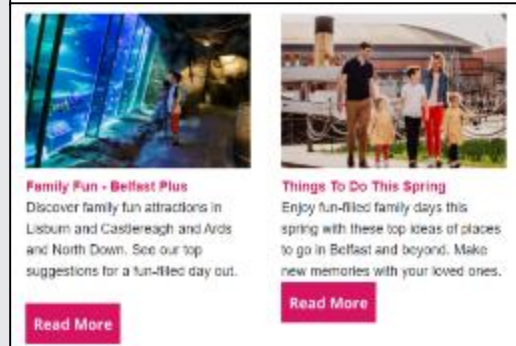 Family Fun - Belfast Plus
Discover family fun attractions in
Lisburn and Castlereagh and Ards
and North Down. See our top
suggestions for a fun-filled day out.
Read More
Things To Do This Spring
Enjoy fun-filled family days this
spring with these top ideas of places
to go in Belfast and beyond. Make
new memories with your loved ones.
Read More